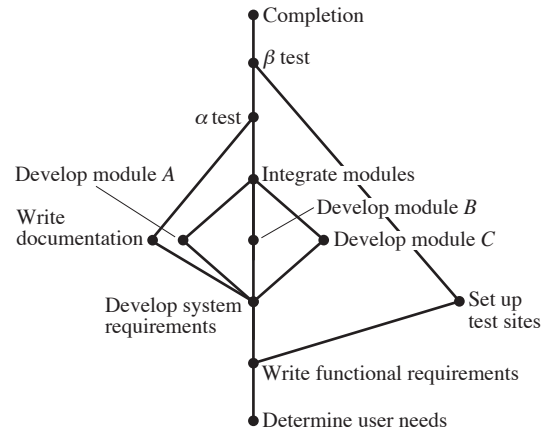 Completion
β test
α test
Develop module A
Integrate modules
Develop module B
Write
documentation
Develop module C
Develop system
requirements
Set up
test sites
Write functional requirements
Determine user needs